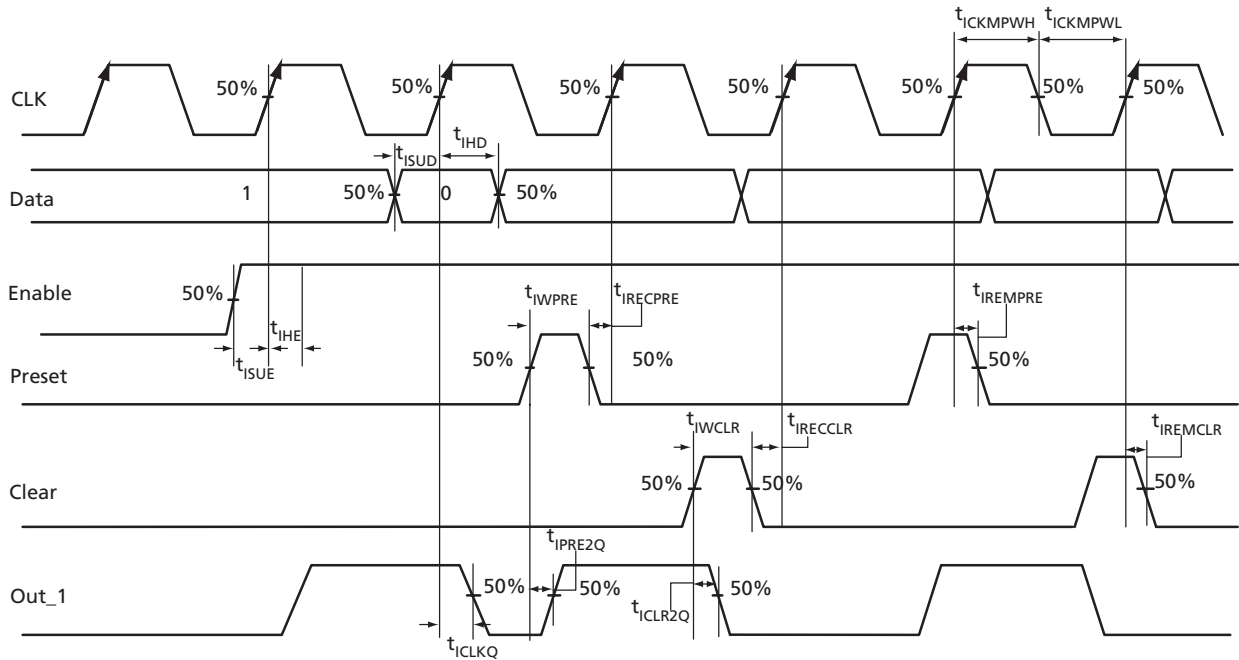 tICKMPWH tICKMPWL
CLK 50% 50% 50% 50% 50% 50% 50%
tISUD tIHD
Data 1 50% 0 50%
Enable 50% tIWPRE tIRECPRE tIREMPRE
tIHE
tISUE
Preset 50% 50% 50%
tIWCLR tIRECCLR tIREMCLR
Clear 50% 50% 50%
tIPRE2Q
Out_1 50% 50% tICLR2Q 50%
tICLKQ